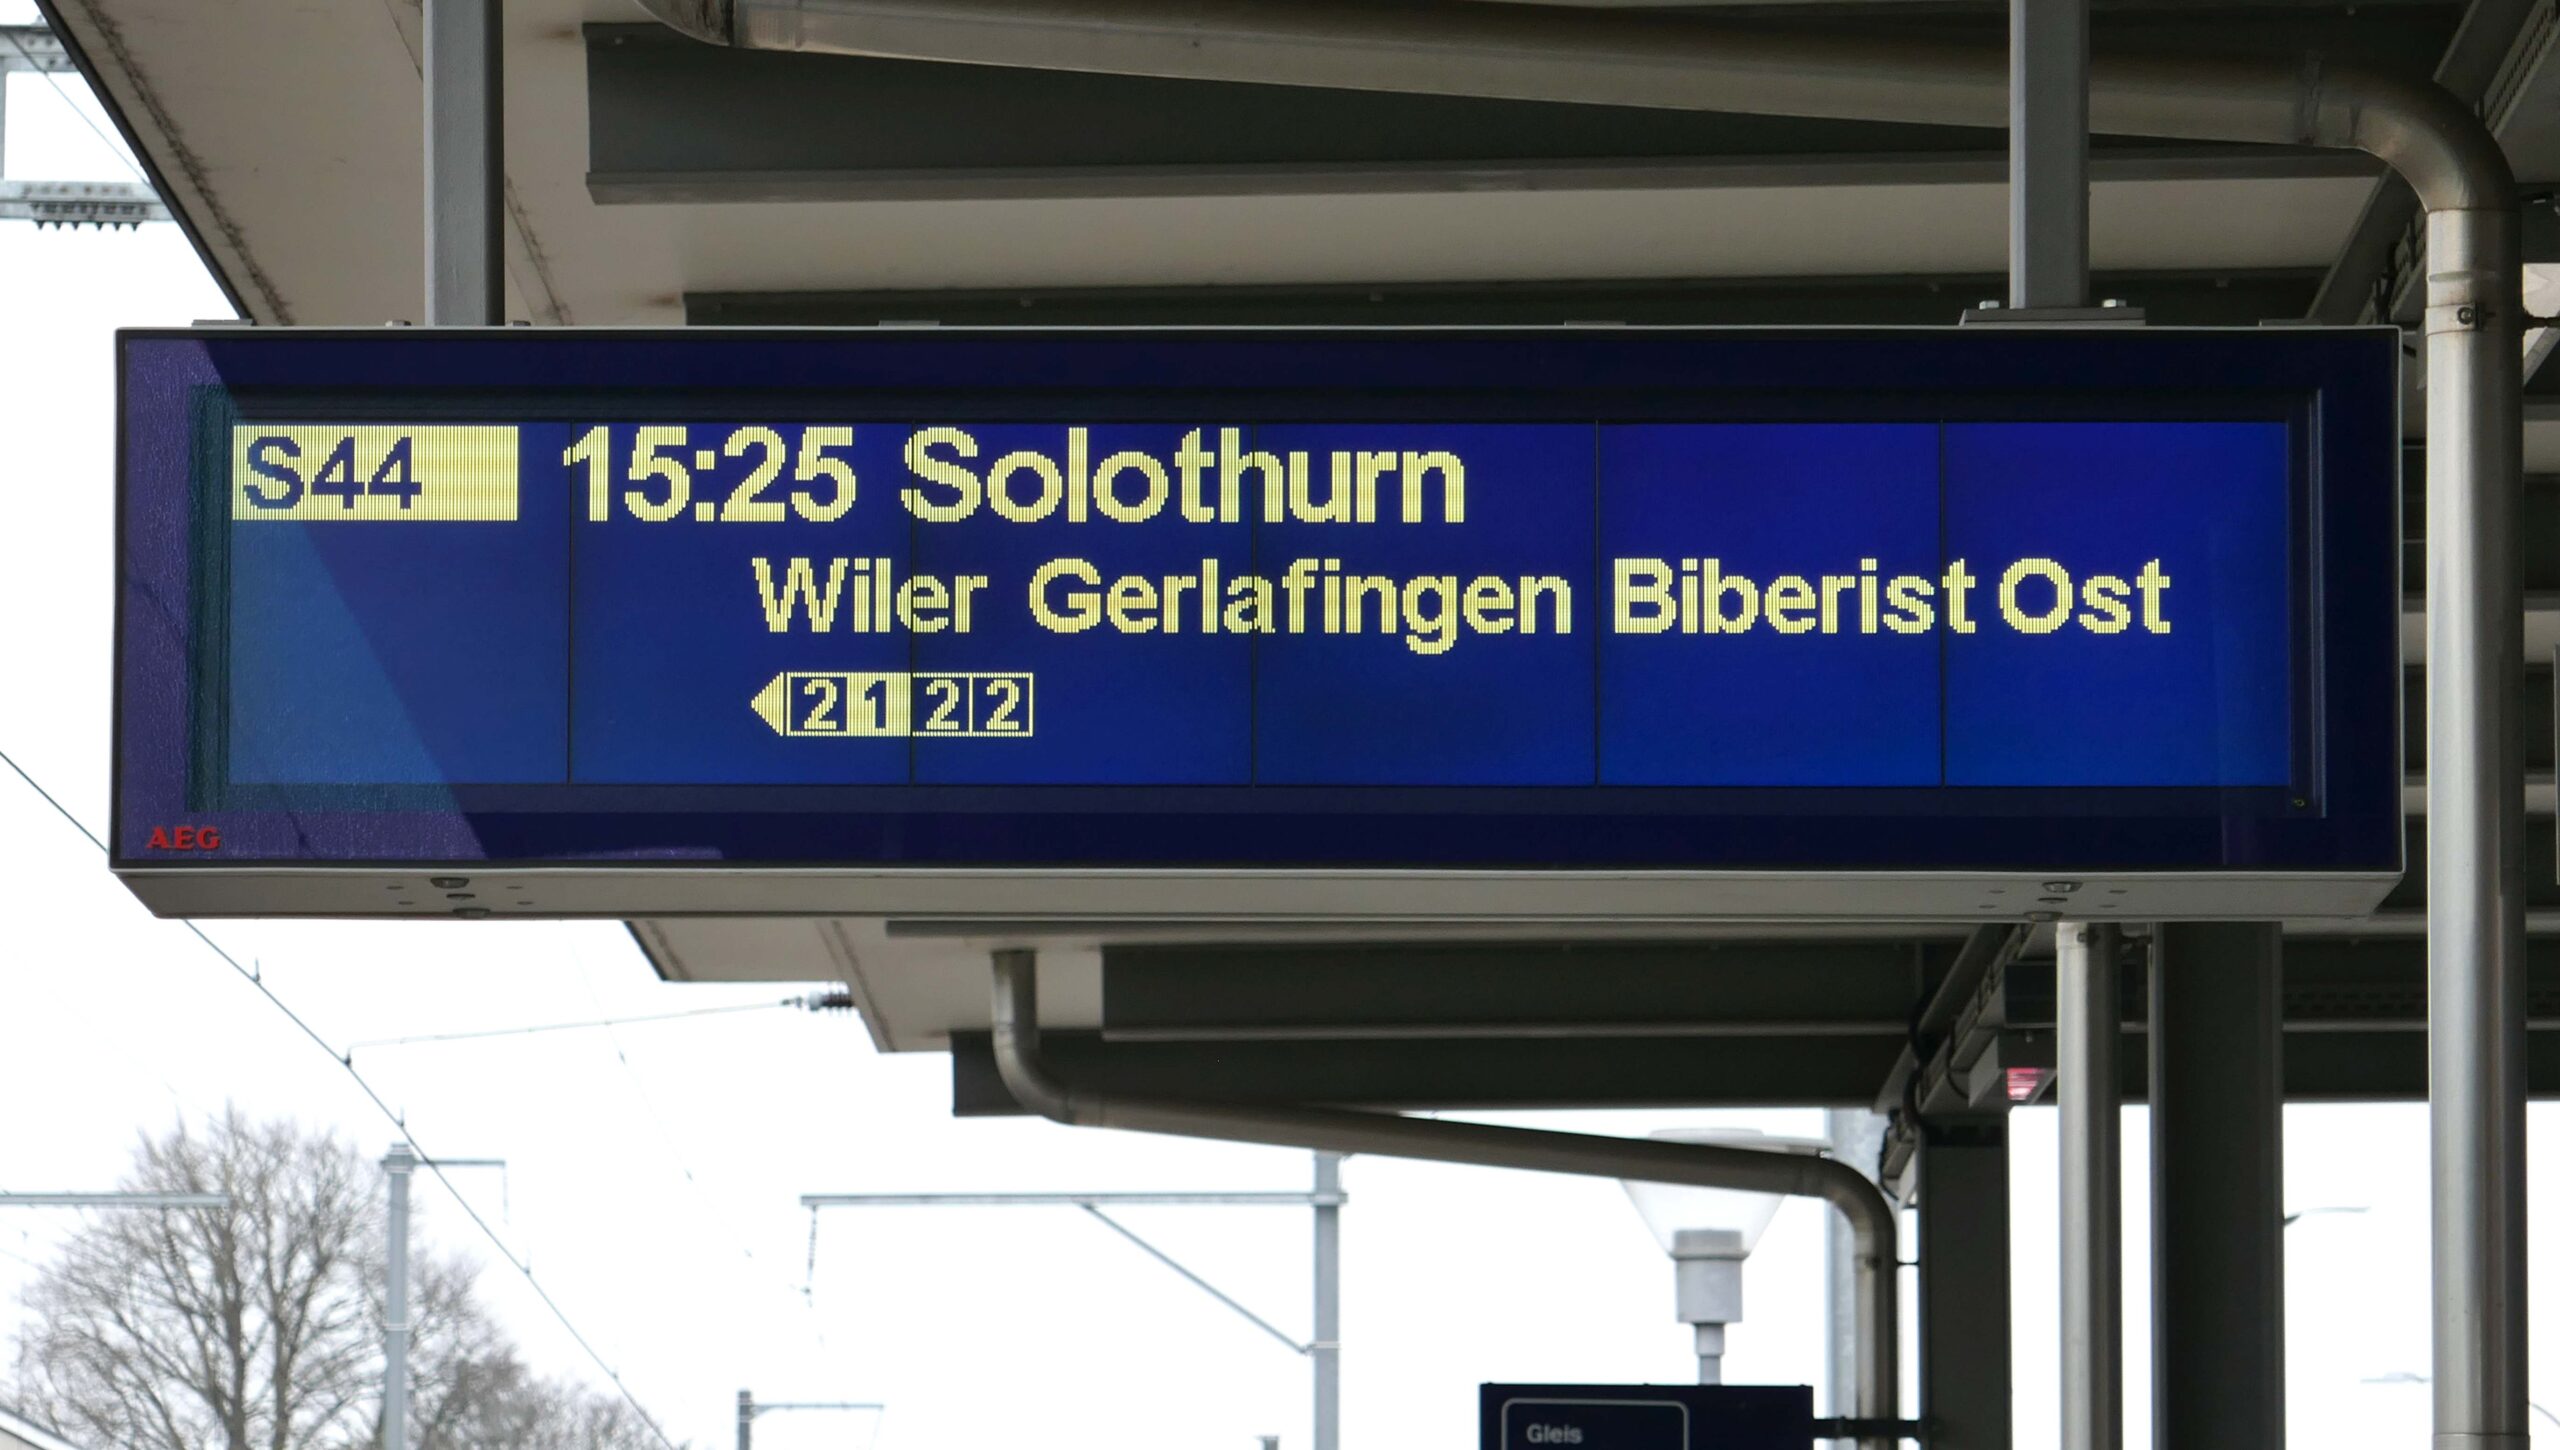 S44 15:25 Solothurn
Wiler Gerlafingen Biberist Ost
2 1 2 2
AEG
Gleis